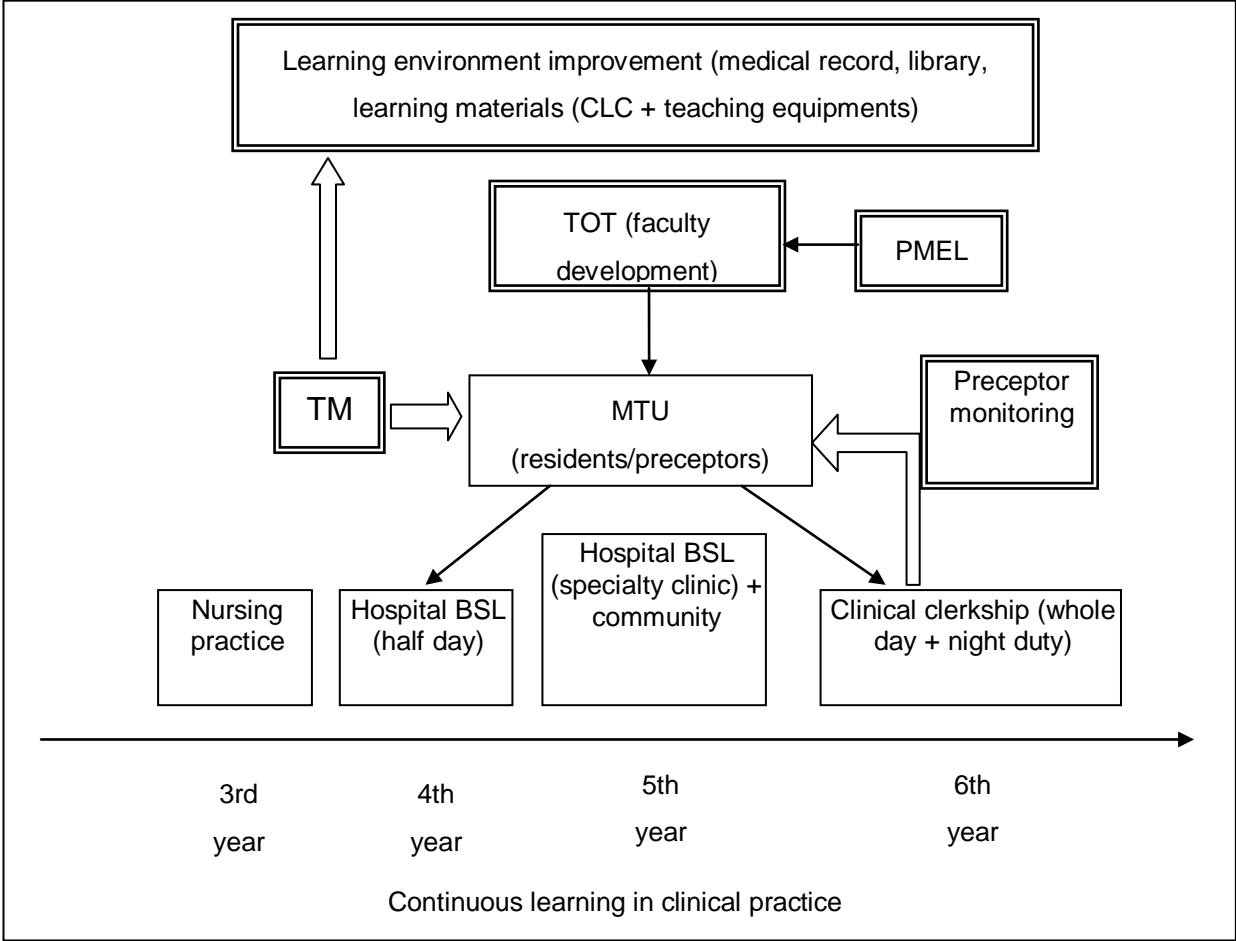 Learning environment improvement (medical record, library,
learning materials (CLC + teaching equipments)
TOT (faculty
development)
PMEL
TM
MTU
(residents/preceptors)
Preceptor
monitoring
Nursing
practice
Hospital BSL
(half day)
Hospital BSL
(specialty clinic) +
community
Clinical clerkship (whole
day + night duty)
3rd
year
4th
year
5th
year
6th
year
Continuous learning in clinical practice